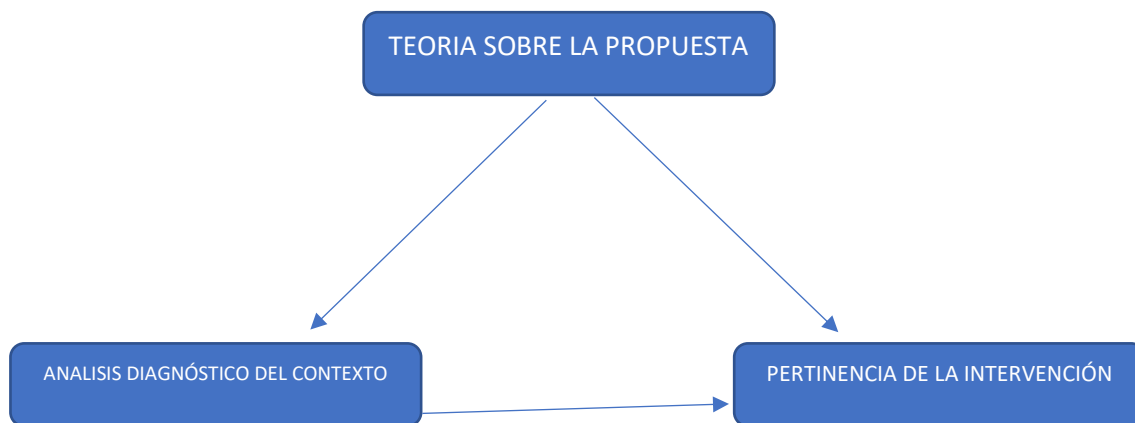 TEORIA SOBRE LA PROPUESTA
ANALISIS DIAGNÓSTICO DEL CONTEXTO
PERTINENCIA DE LA INTERVENCIÓN